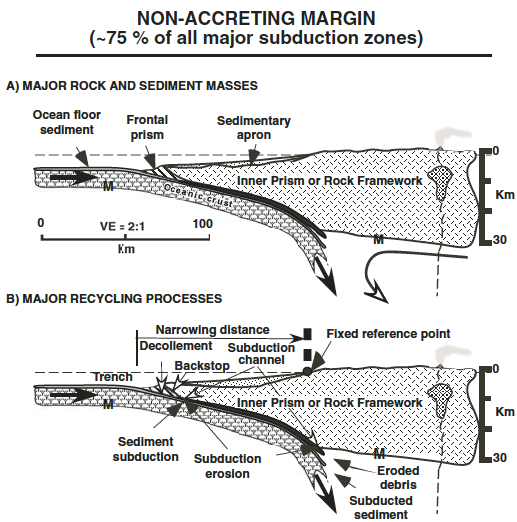 NON-ACCRETING MARGIN
(~75 % of all major subduction zones)
A) MAJOR ROCK AND SEDIMENT MASSES
Ocean floor
sediment
Frontal
prism
Sedimentary
apron
0
Inner Prism or Rock Framework
M
Oceanic crust
Km
0
VE = 2:1
100
M
30
Km
B) MAJOR RECYCLING PROCESSES
Narrowing distance
Fixed reference point
Decollement
Subduction
channel
Backstop
Trench
0
M
Inner Prism or Rock Framework
Km
Sediment
subduction
Subduction
erosion
M
30
Eroded
debris
Subducted
sediment